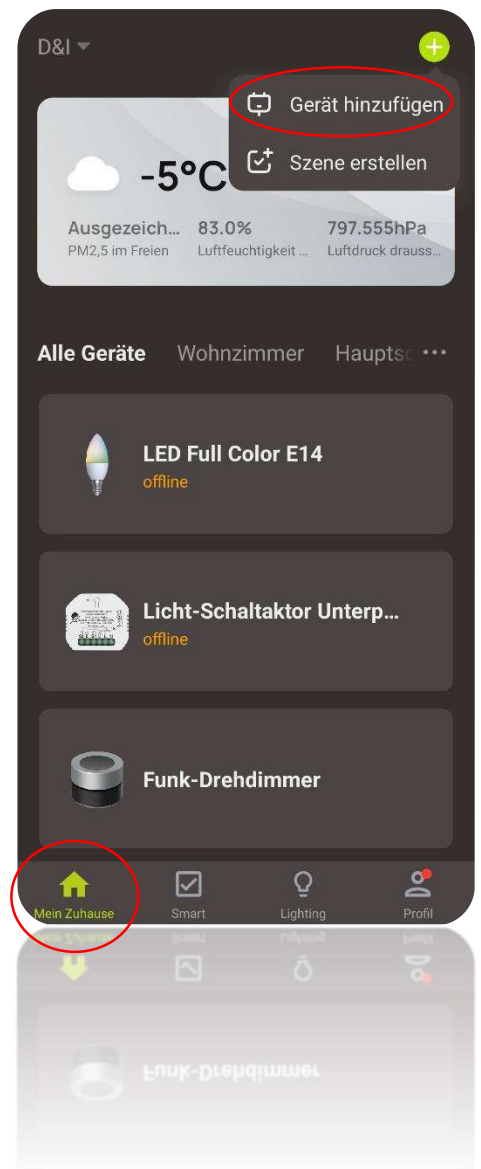 D&I
Gerät hinzufügen
Szene erstellen
-5°C
Ausgezeich... 83.0% 797.555hPa
PM2,5 im Freien Luftfeuchtigkeit ... Luftdruck drauss...
Alle Geräte Wohnzimmer Hauptsc ...
LED Full Color E14
offline
Licht-Schaltaktor Unterp...
offline
Funk-Drehdimmer
Mein Zuhause Smart Lighting Profil